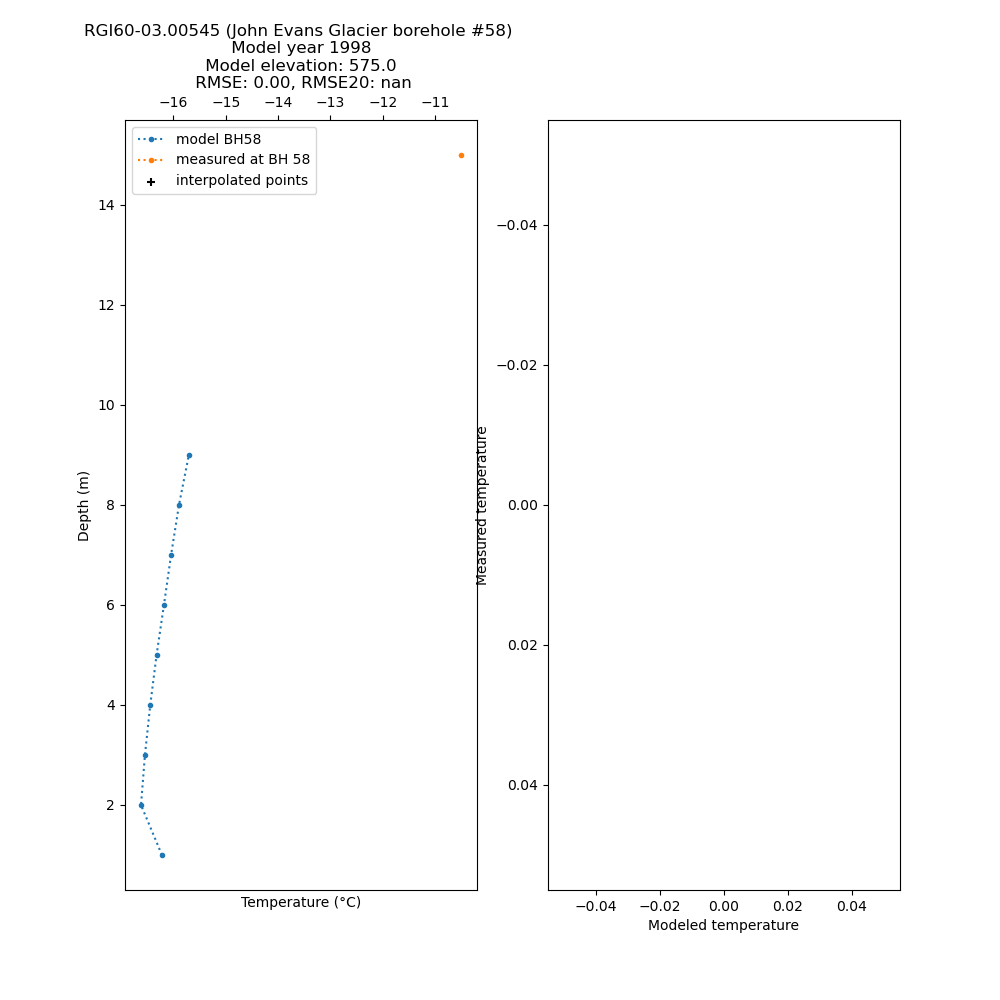 RGI60-03.00545 (John Evans Glacier borehole #58)
Model year 1998
Model elevation: 575.0
RMSE: 0.00, RMSE20: nan
−16 −15 −14 −13 −12 −11
model BH58
measured at BH 58
interpolated points
14
12
10
8
6
4
2
Depth (m)
Temperature (°C)
−0.04
−0.02
0.00
0.02
0.04
Measured temperature
−0.04 −0.02 0.00 0.02 0.04
Modeled temperature